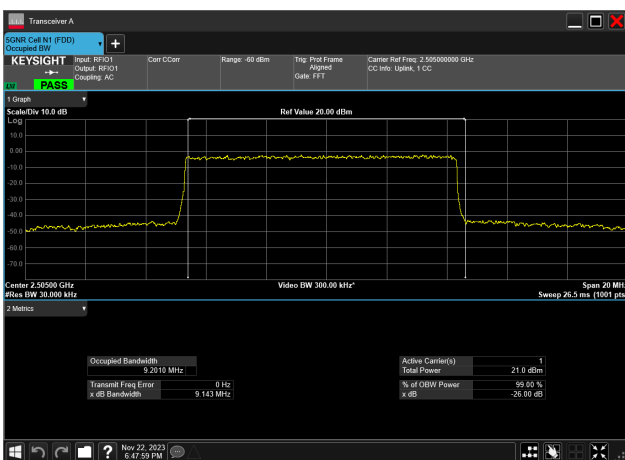 Transceiver A
5GNR Cell N1 (FDD)
Occupied BW
KEYSIGHT
Input: RFIO1
Output: RFIO1
Coupling: AC
Corr CCorr
Range: -60 dBm
Trig: Prot Frame
Aligned
Gate: FFT
Carrier Ref Freq: 2.505000000 GHz
CC Info: Uplink, 1 CC
LXI
PASS
1 Graph
Scale/Div 10.0 dB
Ref Value 20.00 dBm
Log
10.0
0.00
-10.0
-20.0
-30.0
-40.0
-50.0
-60.0
-70.0
Center 2.50500 GHz
Video BW 300.00 kHz*
Span 20 MH
#Res BW 30.000 kHz
Sweep 26.5 ms (1001 pts
2 Metrics
Occupied Bandwidth
9.2010 MHz
Active Carrier(s) 1
Total Power 21.0 dBm
Transmit Freq Error 0 Hz
x dB Bandwidth 9.143 MHz
% of OBW Power 99.00 %
x dB -26.00 dB
?
Nov 22, 2023
6:47:59 PM